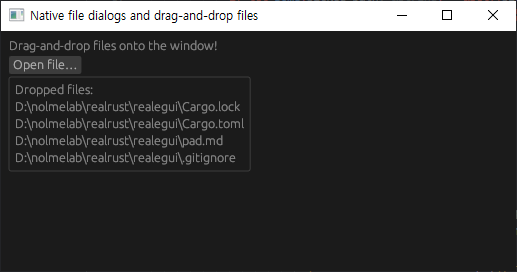 Native file dialogs and drag-and-drop files
Drag-and-drop files onto the window!
Open file…
Dropped files:
D:\nolmelab\realrust\realegui\Cargo.lock
D:\nolmelab\realrust\realegui\Cargo.toml
D:\nolmelab\realrust\realegui\pad.md
D:\nolmelab\realrust\realegui\.gitignore